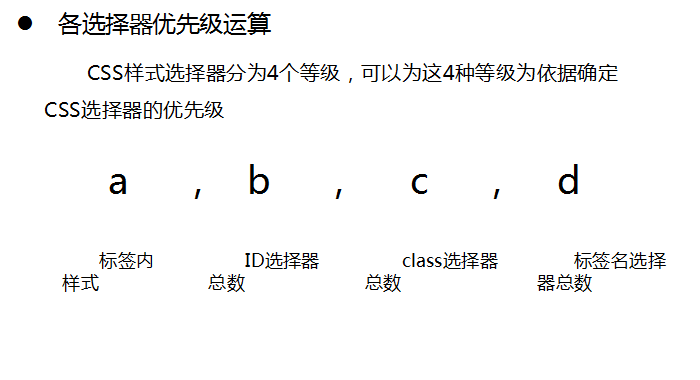 ● 各选择器优先级运算
CSS样式选择器分为4个等级，可以为这4种等级为依据确定
CSS选择器的优先级
a , b , c , d
标签内 ID选择器 class选择器 标签名选择
样式 总数 总数 器总数